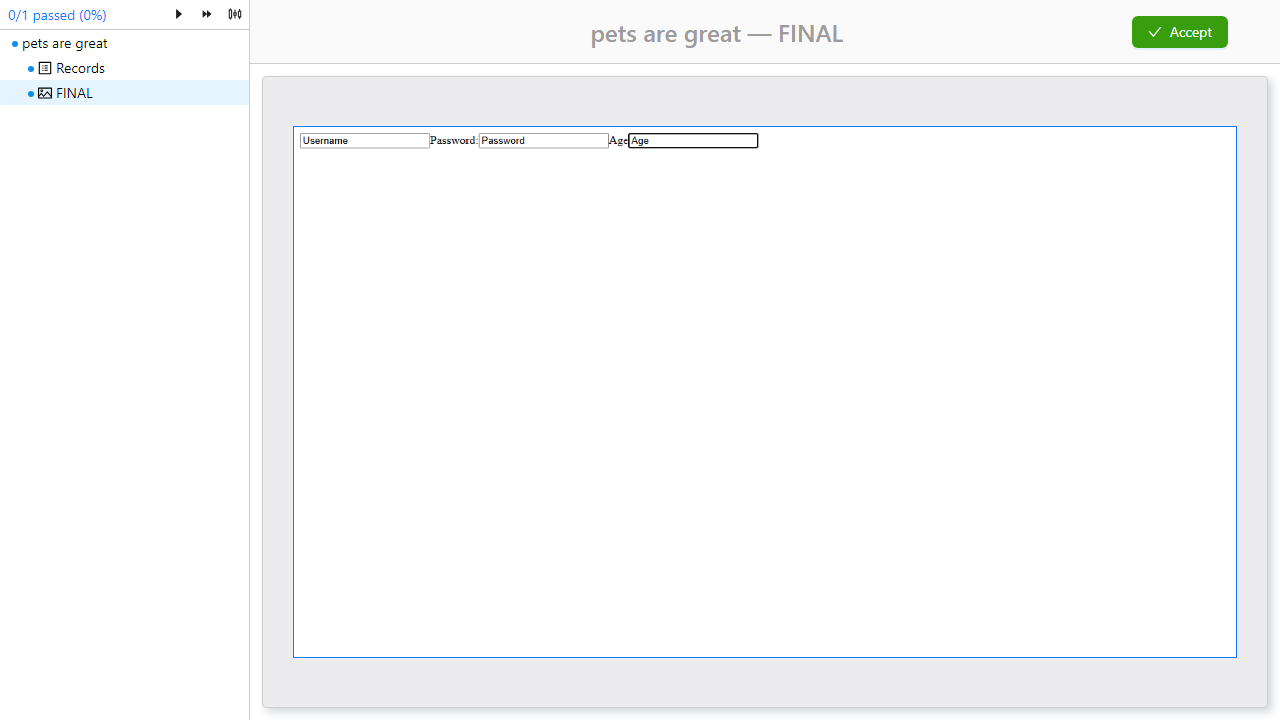 0/1 passed (0%)
pets are great
Records
FINAL
pets are great — FINAL
Accept
Username Password: Password Age Age